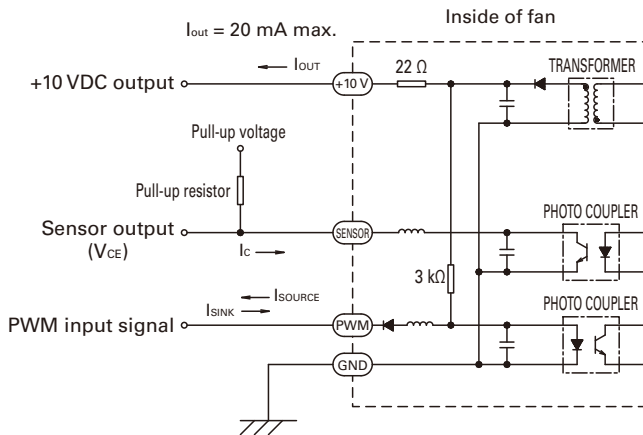 Inside of fan
Iout = 20 mA max.
IOUT
22 Ω
TRANSFORMER
+10 VDC output
+10 V
Pull-up voltage
Pull-up resistor
PHOTO COUPLER
Sensor output
(VCE)
SENSOR
IC
3 kΩ
PHOTO COUPLER
ISOURCE
ISINK
PWM input signal
PWM
GND